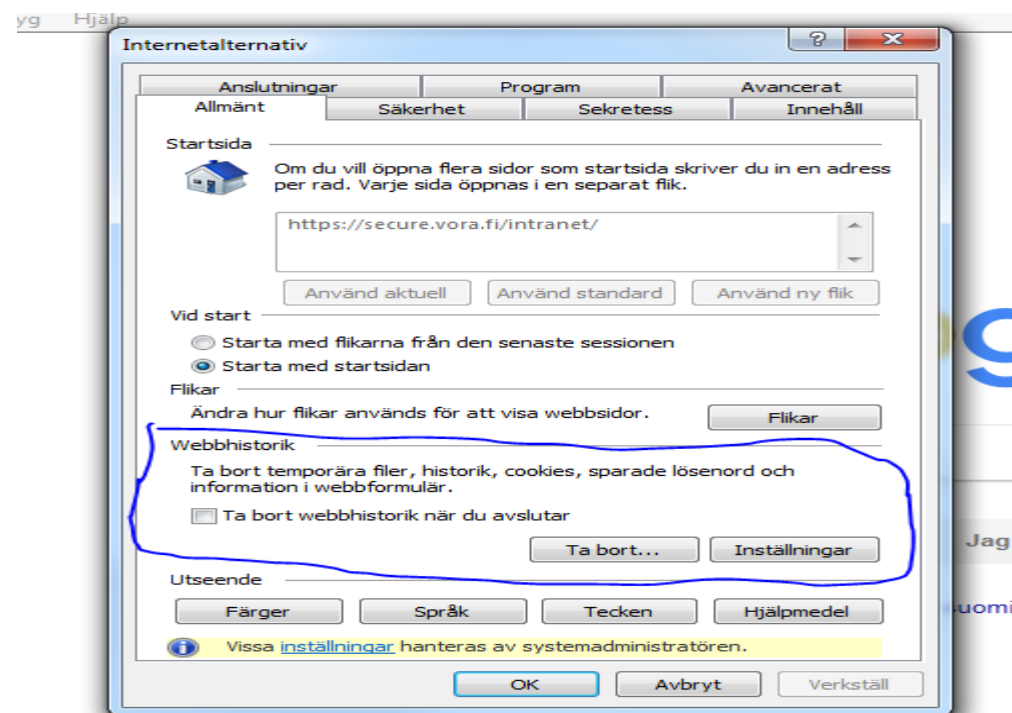 Hjälp
Internetalternativ
Anslutningar Program Avancerat
Allmänt Säkerhet Sekretess Innehåll
Startsida
Om du vill öppna flera sidor som startsida skriver du in en adress
per rad. Varje sida öppnas i en separat flik.
https://secure.vora.fi/intranet/
Använd aktuell Använd standard Använd ny flik
Vid start
Starta med flikarna från den senaste sessionen
Starta med startsidan
Flikar
Ändra hur flikar används för att visa webbsidor. Flikar
Webbhistorik
Ta bort temporära filer, historik, cookies, sparade lösenord och
information i webbformulär.
Ta bort webbhistorik när du avslutar
Ta bort... Inställningar
Jag
Utseende
Färger Språk Tecken Hjälpmedel
suomi
Vissa inställningar hanteras av systemadministratören.
OK Avbryt Verkställ